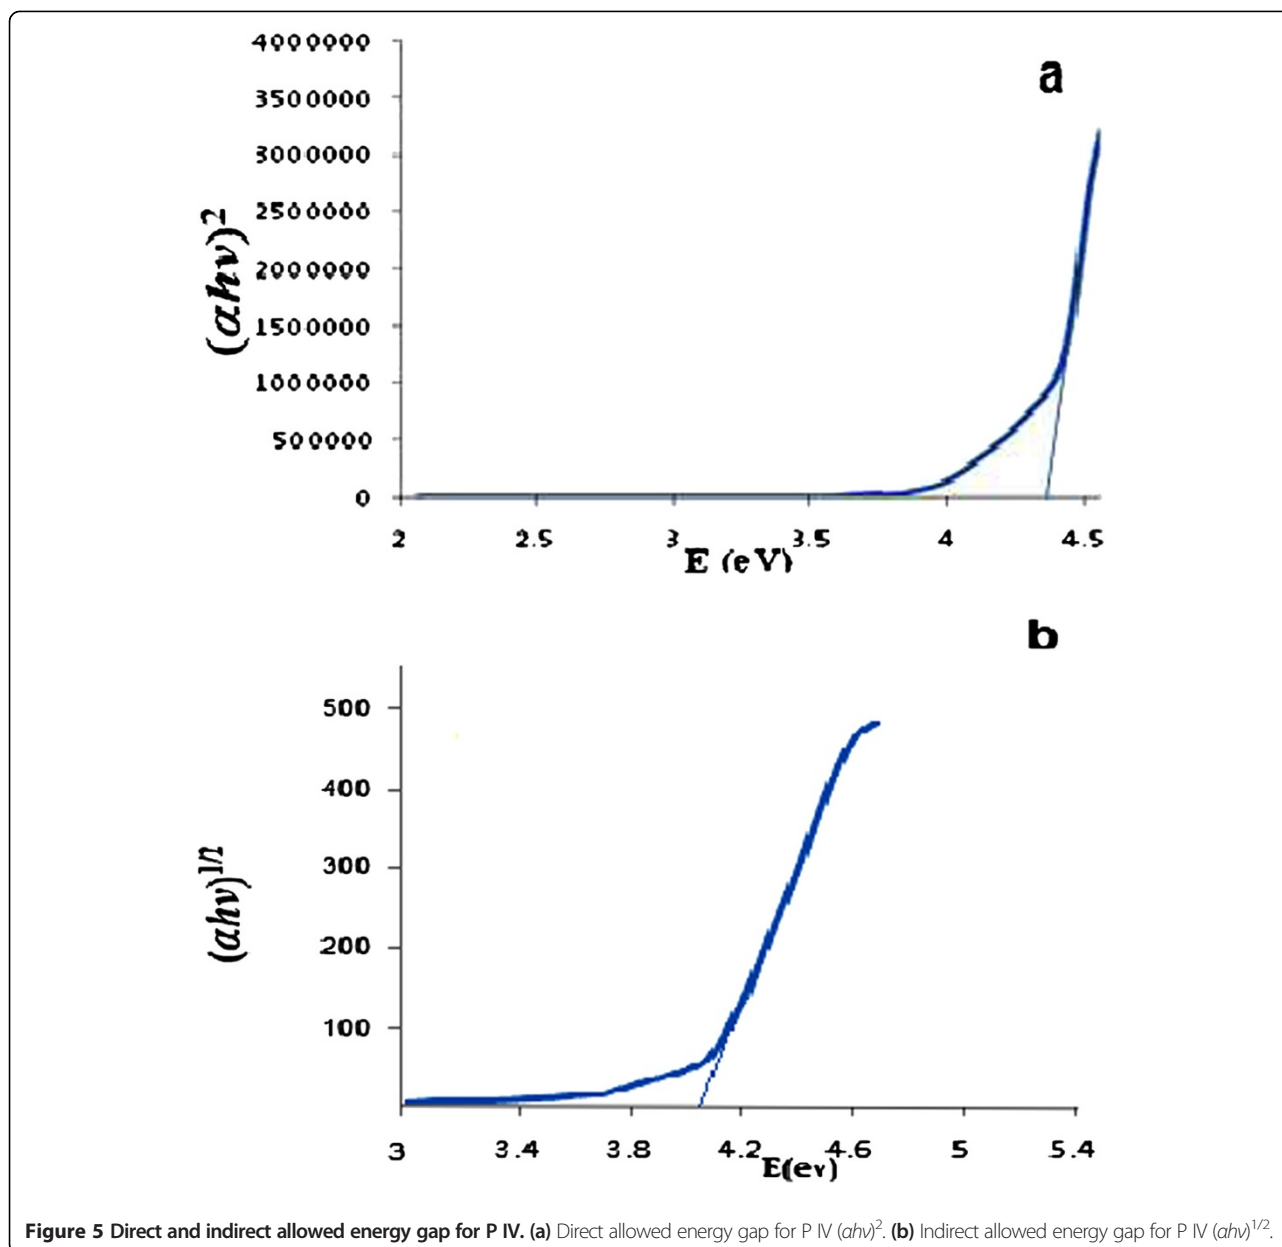 a
4000000
3500000
3000000
2500000
2000000
1500000
1000000
500000
0
(αhν)²
2 2.5 3 3.5 4 4.5
E (eV)
b
500
400
300
200
100
(ahν)^{1/2}
3 3.4 3.8 4.2 4.6 5 5.4
E(ev)
Figure 5 Direct and indirect allowed energy gap for P IV. (a) Direct allowed energy gap for P IV (αhν)². (b) Indirect allowed energy gap for P IV (αhν)^{1/2}.